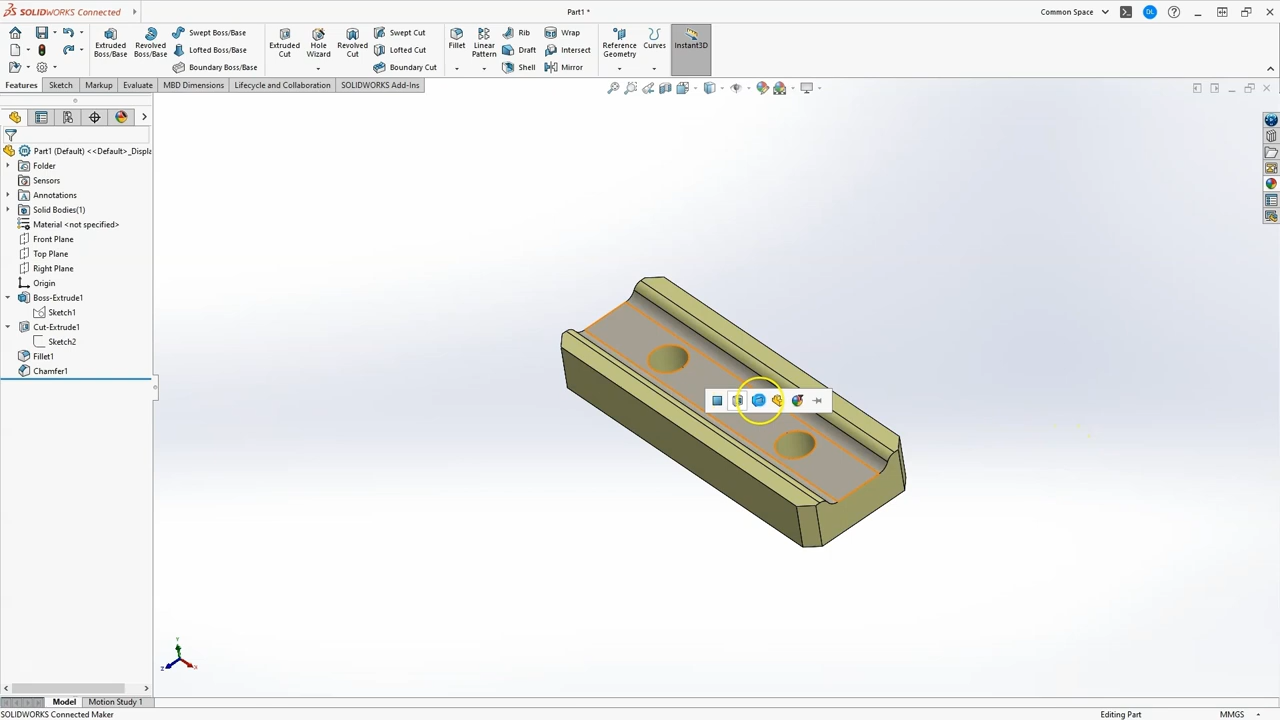 SOLIDWORKS Connected
Part1 *
Common Space
DL
Extruded Boss/Base
Revolved Boss/Base
Swept Boss/Base
Lofted Boss/Base
Boundary Boss/Base
Extruded Cut
Hole Wizard
Revolved Cut
Swept Cut
Lofted Cut
Boundary Cut
Fillet
Linear Pattern
Rib
Draft
Shell
Wrap
Intersect
Mirror
Reference Geometry
Curves
Instant3D
Features
Sketch
Markup
Evaluate
MBD Dimensions
Lifecycle and Collaboration
SOLIDWORKS Add-Ins
Part1 (Default) <<Default>_Displa
Folder
Sensors
Annotations
Solid Bodies(1)
Material <not specified>
Front Plane
Top Plane
Right Plane
Origin
Boss-Extrude1
Sketch1
Cut-Extrude1
Sketch2
Fillet1
Chamfer1
Y
Z
X
Model
Motion Study 1
SOLIDWORKS Connected Maker
Editing Part
MMGS